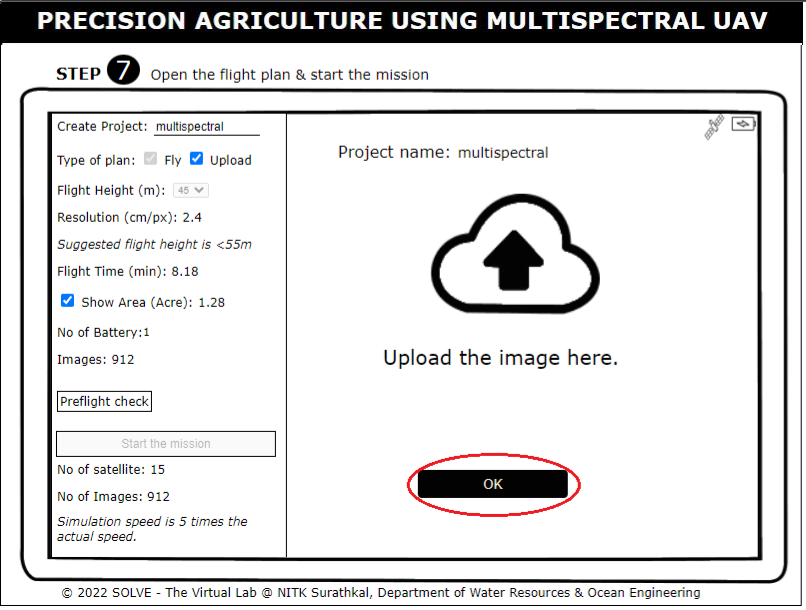 PRECISION AGRICULTURE USING MULTISPECTRAL UAV
STEP 7 Open the flight plan & start the mission
Create Project: multispectral
Type of plan: Fly Upload
Flight Height (m): 45
Resolution (cm/px): 2.4
Suggested flight height is <55m
Flight Time (min): 8.18
Show Area (Acre): 1.28
No of Battery:1
Images: 912
Preflight check
Start the mission
No of satellite: 15
No of Images: 912
Simulation speed is 5 times the
actual speed.
Project name: multispectral
Upload the image here.
OK
© 2022 SOLVE - The Virtual Lab @ NITK Surathkal, Department of Water Resources & Ocean Engineering